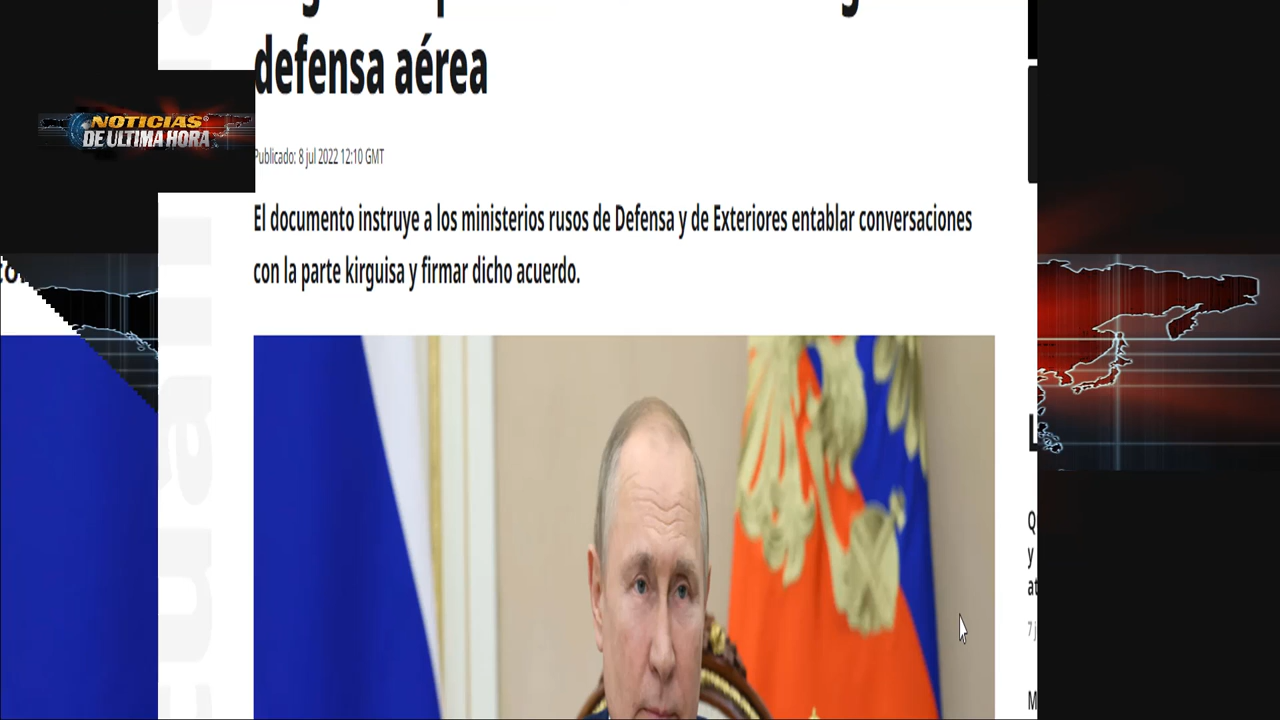 defensa aérea
NOTICIAS
DE ULTIMA HORA
Publicado: 8 jul 2022 12:10 GMT
El documento instruye a los ministerios rusos de Defensa y de Exteriores entablar conversaciones
con la parte kirguisa y firmar dicho acuerdo.
y